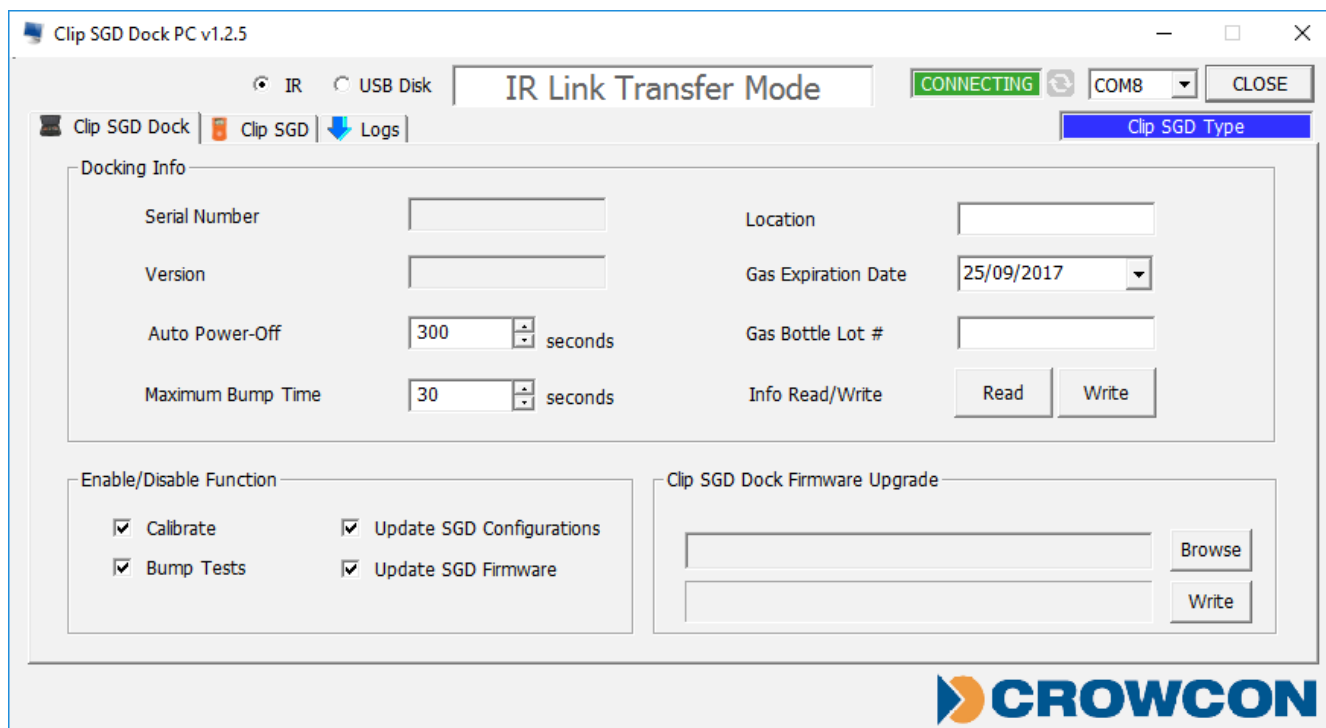 Clip SGD Dock PC v1.2.5
IR USB Disk IR Link Transfer Mode CONNECTING COM8 CLOSE
Clip SGD Dock Clip SGD Logs Clip SGD Type
Docking Info
Serial Number Location
Version Gas Expiration Date 25/09/2017
Auto Power-Off 300 seconds Gas Bottle Lot #
Maximum Bump Time 30 seconds Info Read/Write Read Write
Enable/Disable Function Clip SGD Dock Firmware Upgrade
Calibrate Update SGD Configurations
Browse
Bump Tests Update SGD Firmware
Write
CROWCON